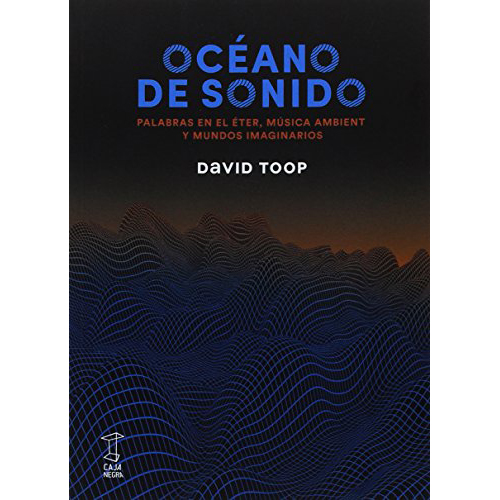 OCÉANO
DE SONIDO
PALABRAS EN EL ÉTER, MÚSICA AMBIENT
Y MUNDOS IMAGINARIOS
DaVID TOOP
CAJA
NEGRA